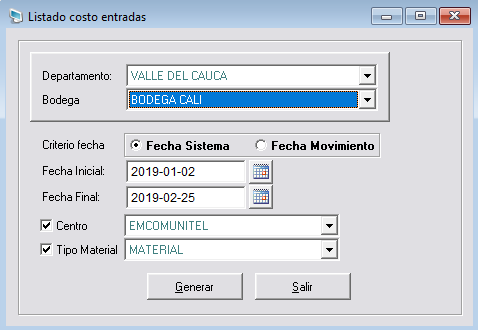 Listado costo entradas
Departamento: VALLE DEL CAUCA
Bodega BODEGA CALI
Criterio fecha Fecha Sistema Fecha Movimiento
Fecha Inicial: 2019-01-02
Fecha Final: 2019-02-25
Centro EMCOMUNITEL
Tipo Material MATERIAL
Generar Salir